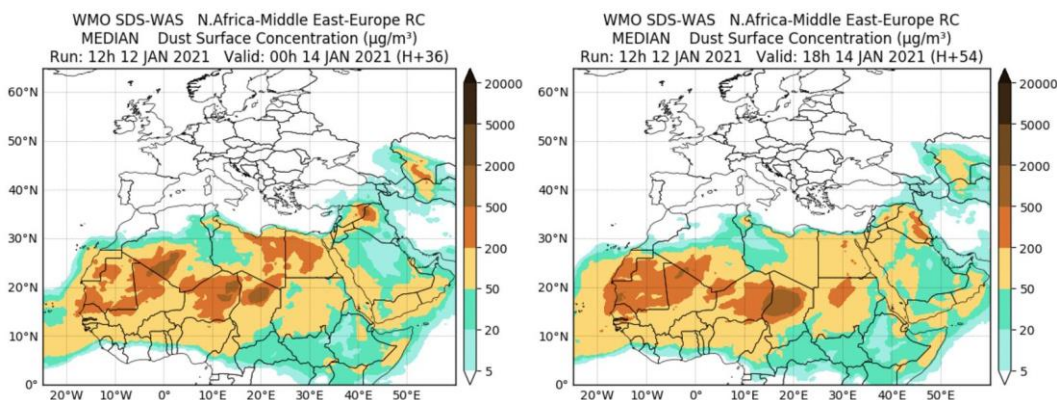 WMO SDS-WAS N.Africa-Middle East-Europe RC
MEDIAN Dust Surface Concentration (µg/m³)
Run: 12h 12 JAN 2021 Valid: 00h 14 JAN 2021 (H+36)
60°N
50°N
40°N
30°N
20°N
10°N
0°
20°W
10°W
0°
10°E
20°E
30°E
40°E
50°E
20000
5000
2000
500
200
50
20
5
WMO SDS-WAS N.Africa-Middle East-Europe RC
MEDIAN Dust Surface Concentration (µg/m³)
Run: 12h 12 JAN 2021 Valid: 18h 14 JAN 2021 (H+54)
60°N
50°N
40°N
30°N
20°N
10°N
0°
20°W
10°W
0°
10°E
20°E
30°E
40°E
50°E
20000
5000
2000
500
200
50
20
5